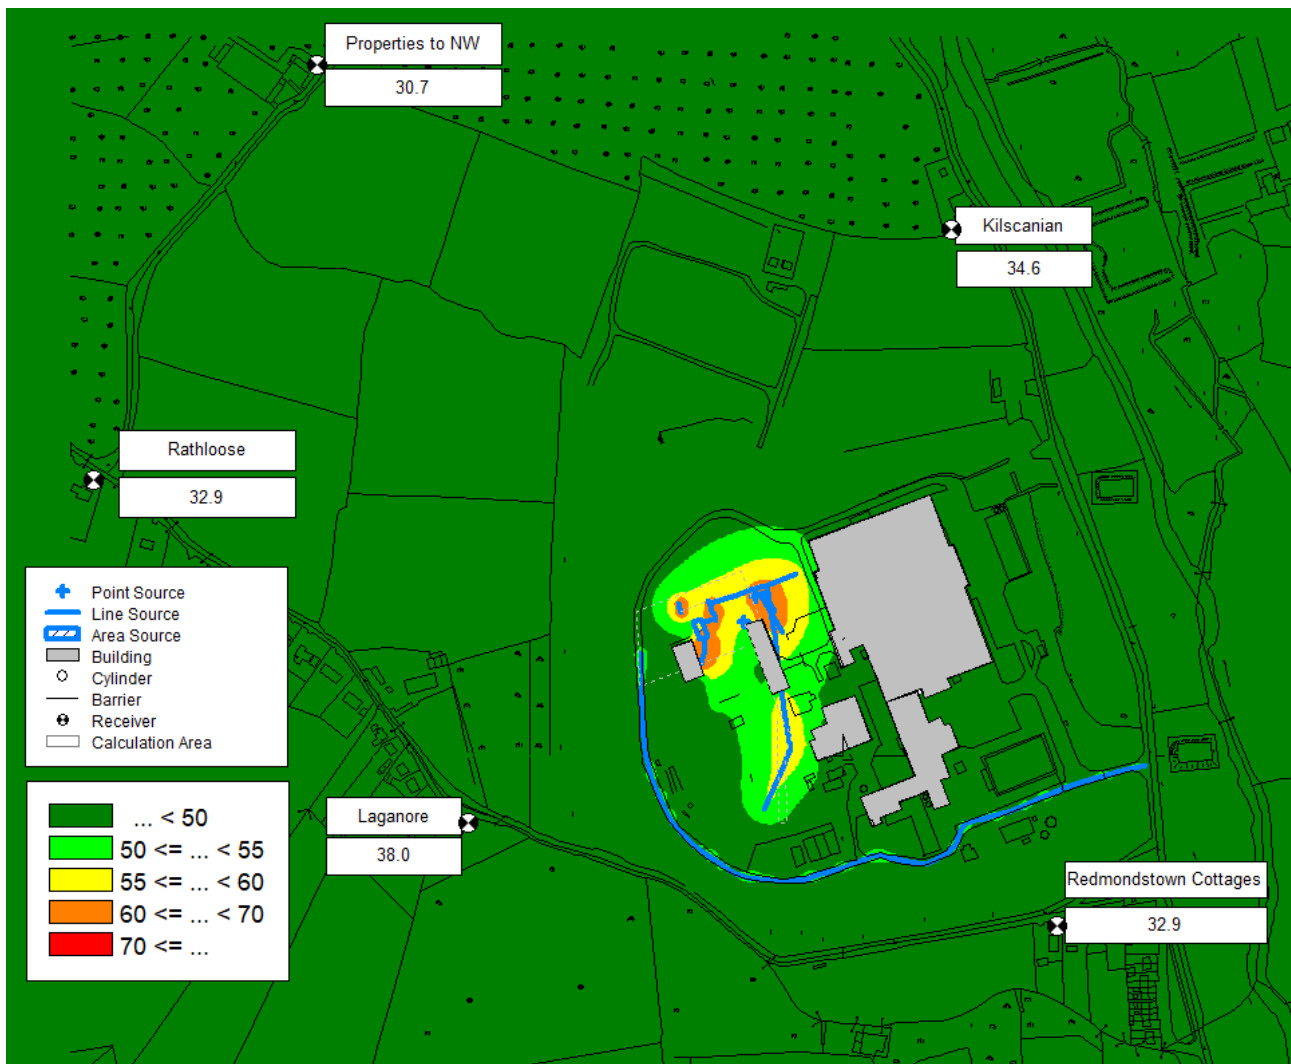 Properties to NW
30.7
Kilscanian
34.6
Rathloose
32.9
Point Source
Line Source
Area Source
Building
Cylinder
Barrier
Receiver
Calculation Area
Laganore
38.0
... < 50
50 <= ... < 55
55 <= ... < 60
60 <= ... < 70
70 <= ...
Redmondstown Cottages
32.9